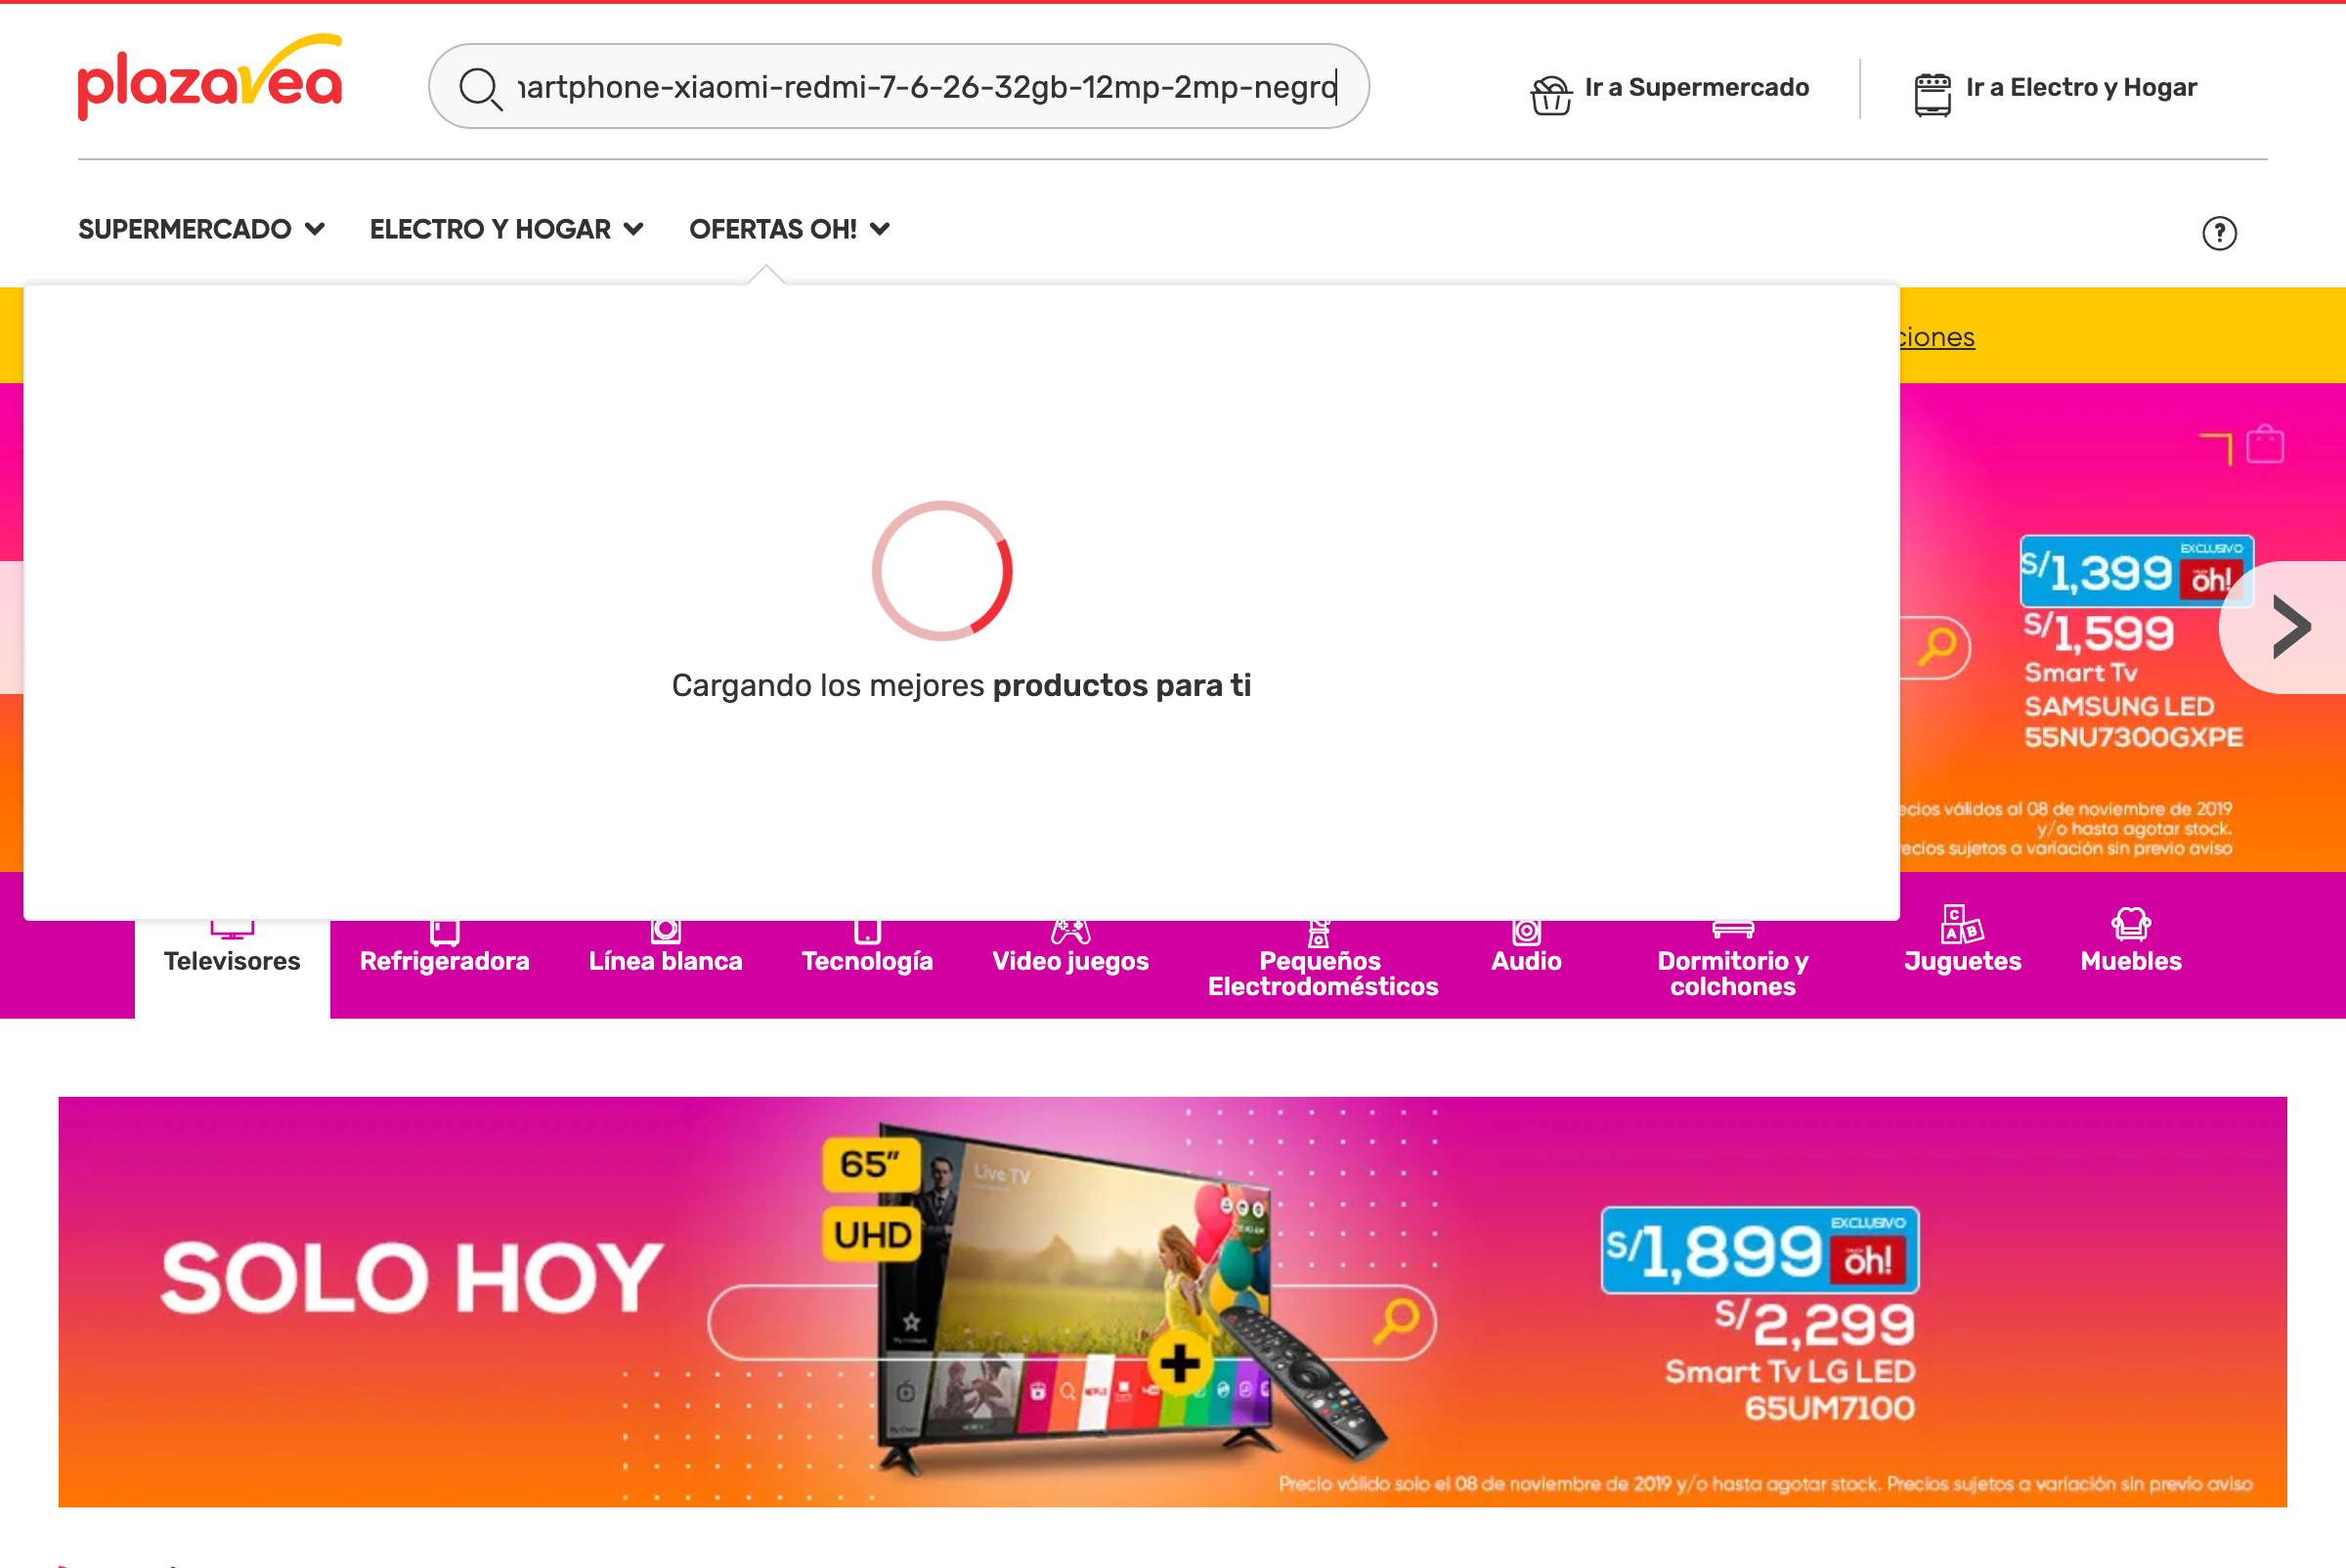 plazavea
artphone-xiaomi-redmi-7-6-26-32gb-12mp-2mp-negro
Ir a Supermercado
Ir a Electro y Hogar
SUPERMERCADO
ELECTRO Y HOGAR
OFERTAS OH!
?
ciones
Cargando los mejores productos para ti
S/1,399
EXCLUSIVO
oh!
S/1,599
Smart Tv
SAMSUNG LED
55NU7300GXPE
ecios válidos al 08 de noviembre de 2019
y/o hasta agotar stock.
recios sujetos a variación sin previo aviso
Televisores
Refrigeradora
Línea blanca
Tecnología
Video juegos
Pequeños
Electrodomésticos
Audio
Dormitorio y
colchones
C
A B
Juguetes
Muebles
SOLO HOY
65”
UHD
Live TV
S/1,899
EXCLUSIVO
oh!
S/2,299
Smart Tv LG LED
65UM7100
Precio válido solo el 08 de noviembre de 2019 y/o hasta agotar stock. Precios sujetos a variación sin previo aviso